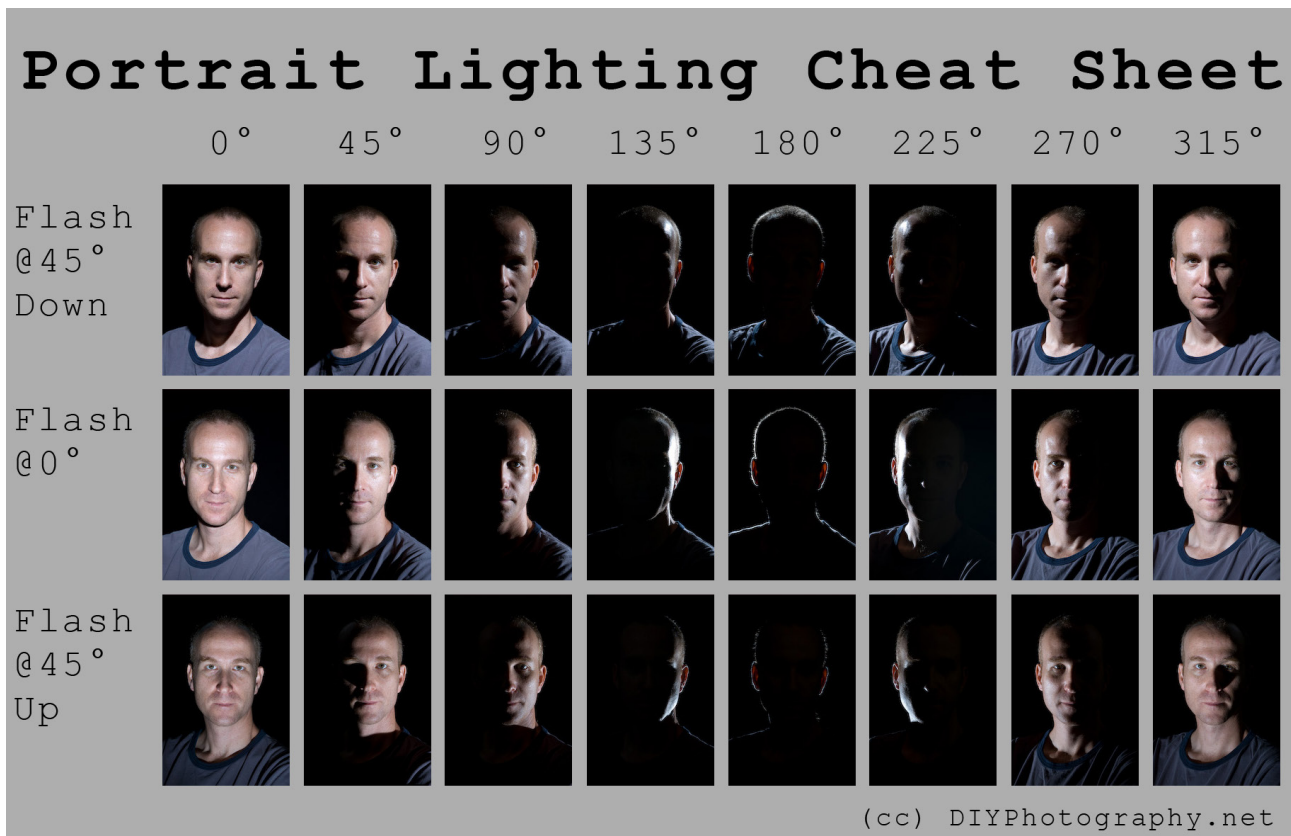 Portrait Lighting Cheat Sheet
0° 45° 90° 135° 180° 225° 270° 315°
Flash
@45°
Down
Flash
@0°
Flash
@45°
Up
(cc) DIYPhotography.net